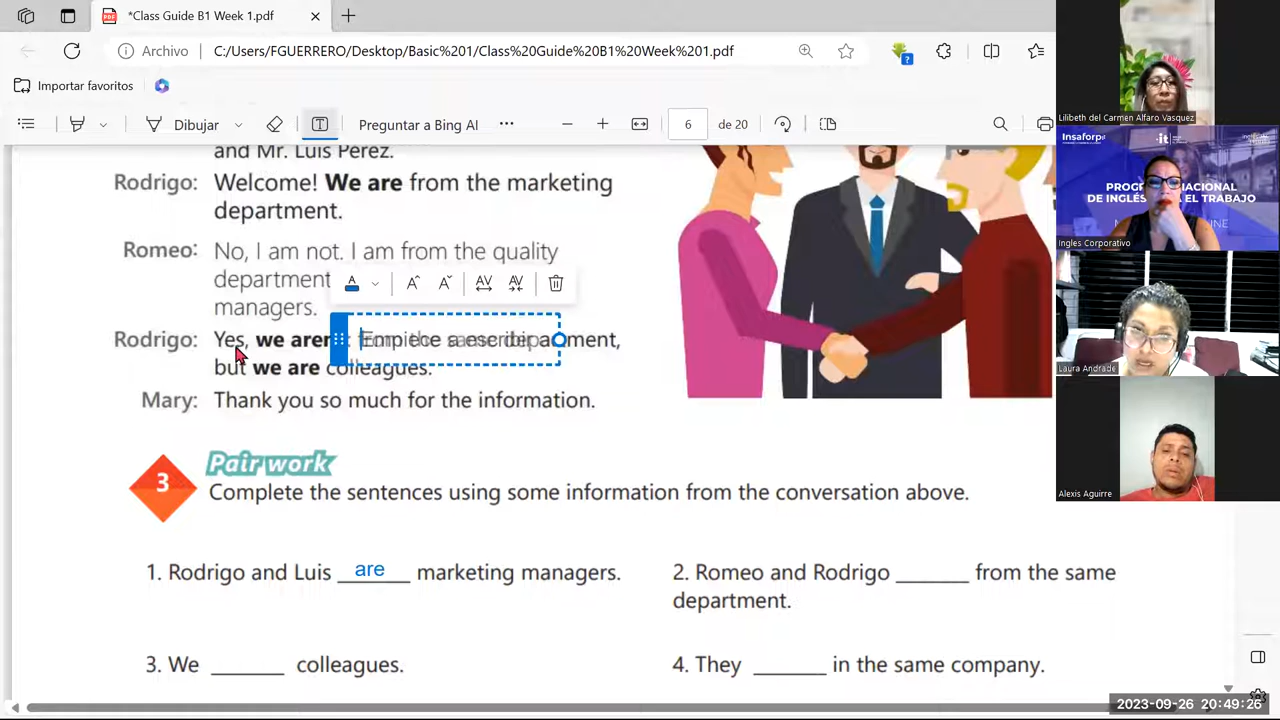 *Class Guide B1 Week 1.pdf
Archivo
C:/Users/FGUERRERO/Desktop/Basic%201/Class%20Guide%20B1%20Week%201.pdf
Importar favoritos
Dibujar
Preguntar a Bing AI
6
de 20
and Mr. Luis Perez.
Rodrigo: Welcome! We are from the marketing
department.
Romeo: No, I am not. I am from the quality
department
managers.
Rodrigo: Yes, we aren
but we are colleagues.
Mary: Thank you so much for the information.
3
Pair work
Complete the sentences using some information from the conversation above.
1. Rodrigo and Luis are marketing managers.
2. Romeo and Rodrigo _______ from the same
department.
3. We _______ colleagues.
4. They _______ in the same company.
Lilibeth del Carmen Alfaro Vasquez
Insaforp
it
Ingles Corporativo
Laura Andrade
Alexis Aguirre
2023-09-26 20:49:26